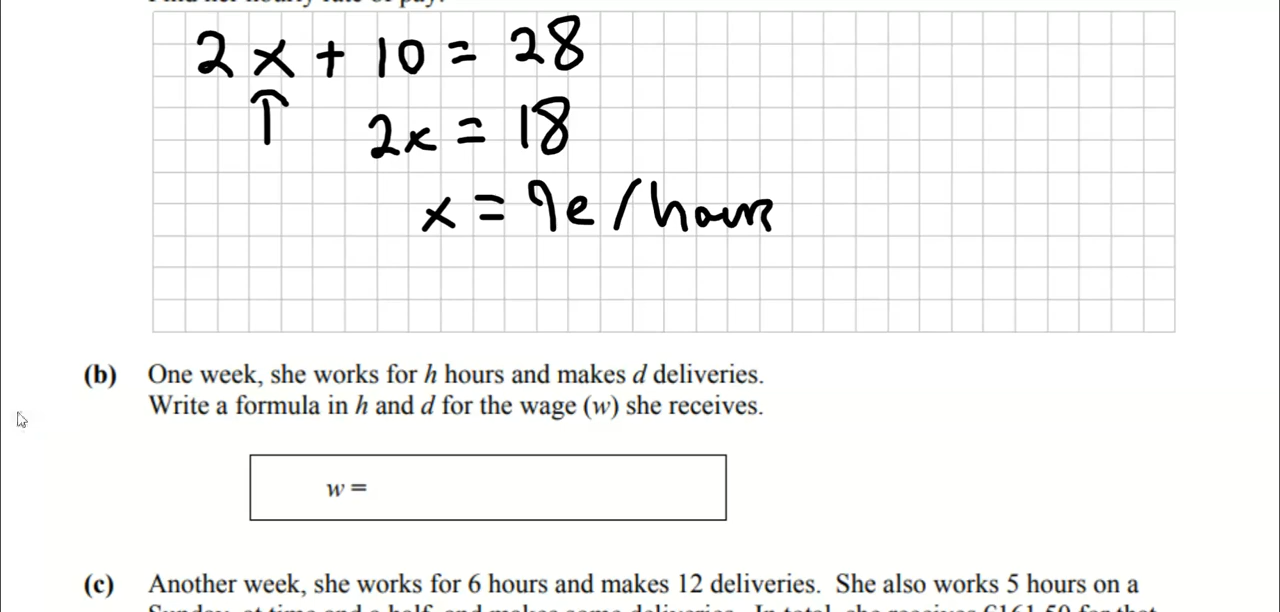 2x + 10 = 28
2x = 18
x = 9e/hour
(b) One week, she works for h hours and makes d deliveries.
Write a formula in h and d for the wage (w) she receives.
w =
(c) Another week, she works for 6 hours and makes 12 deliveries. She also works 5 hours on a